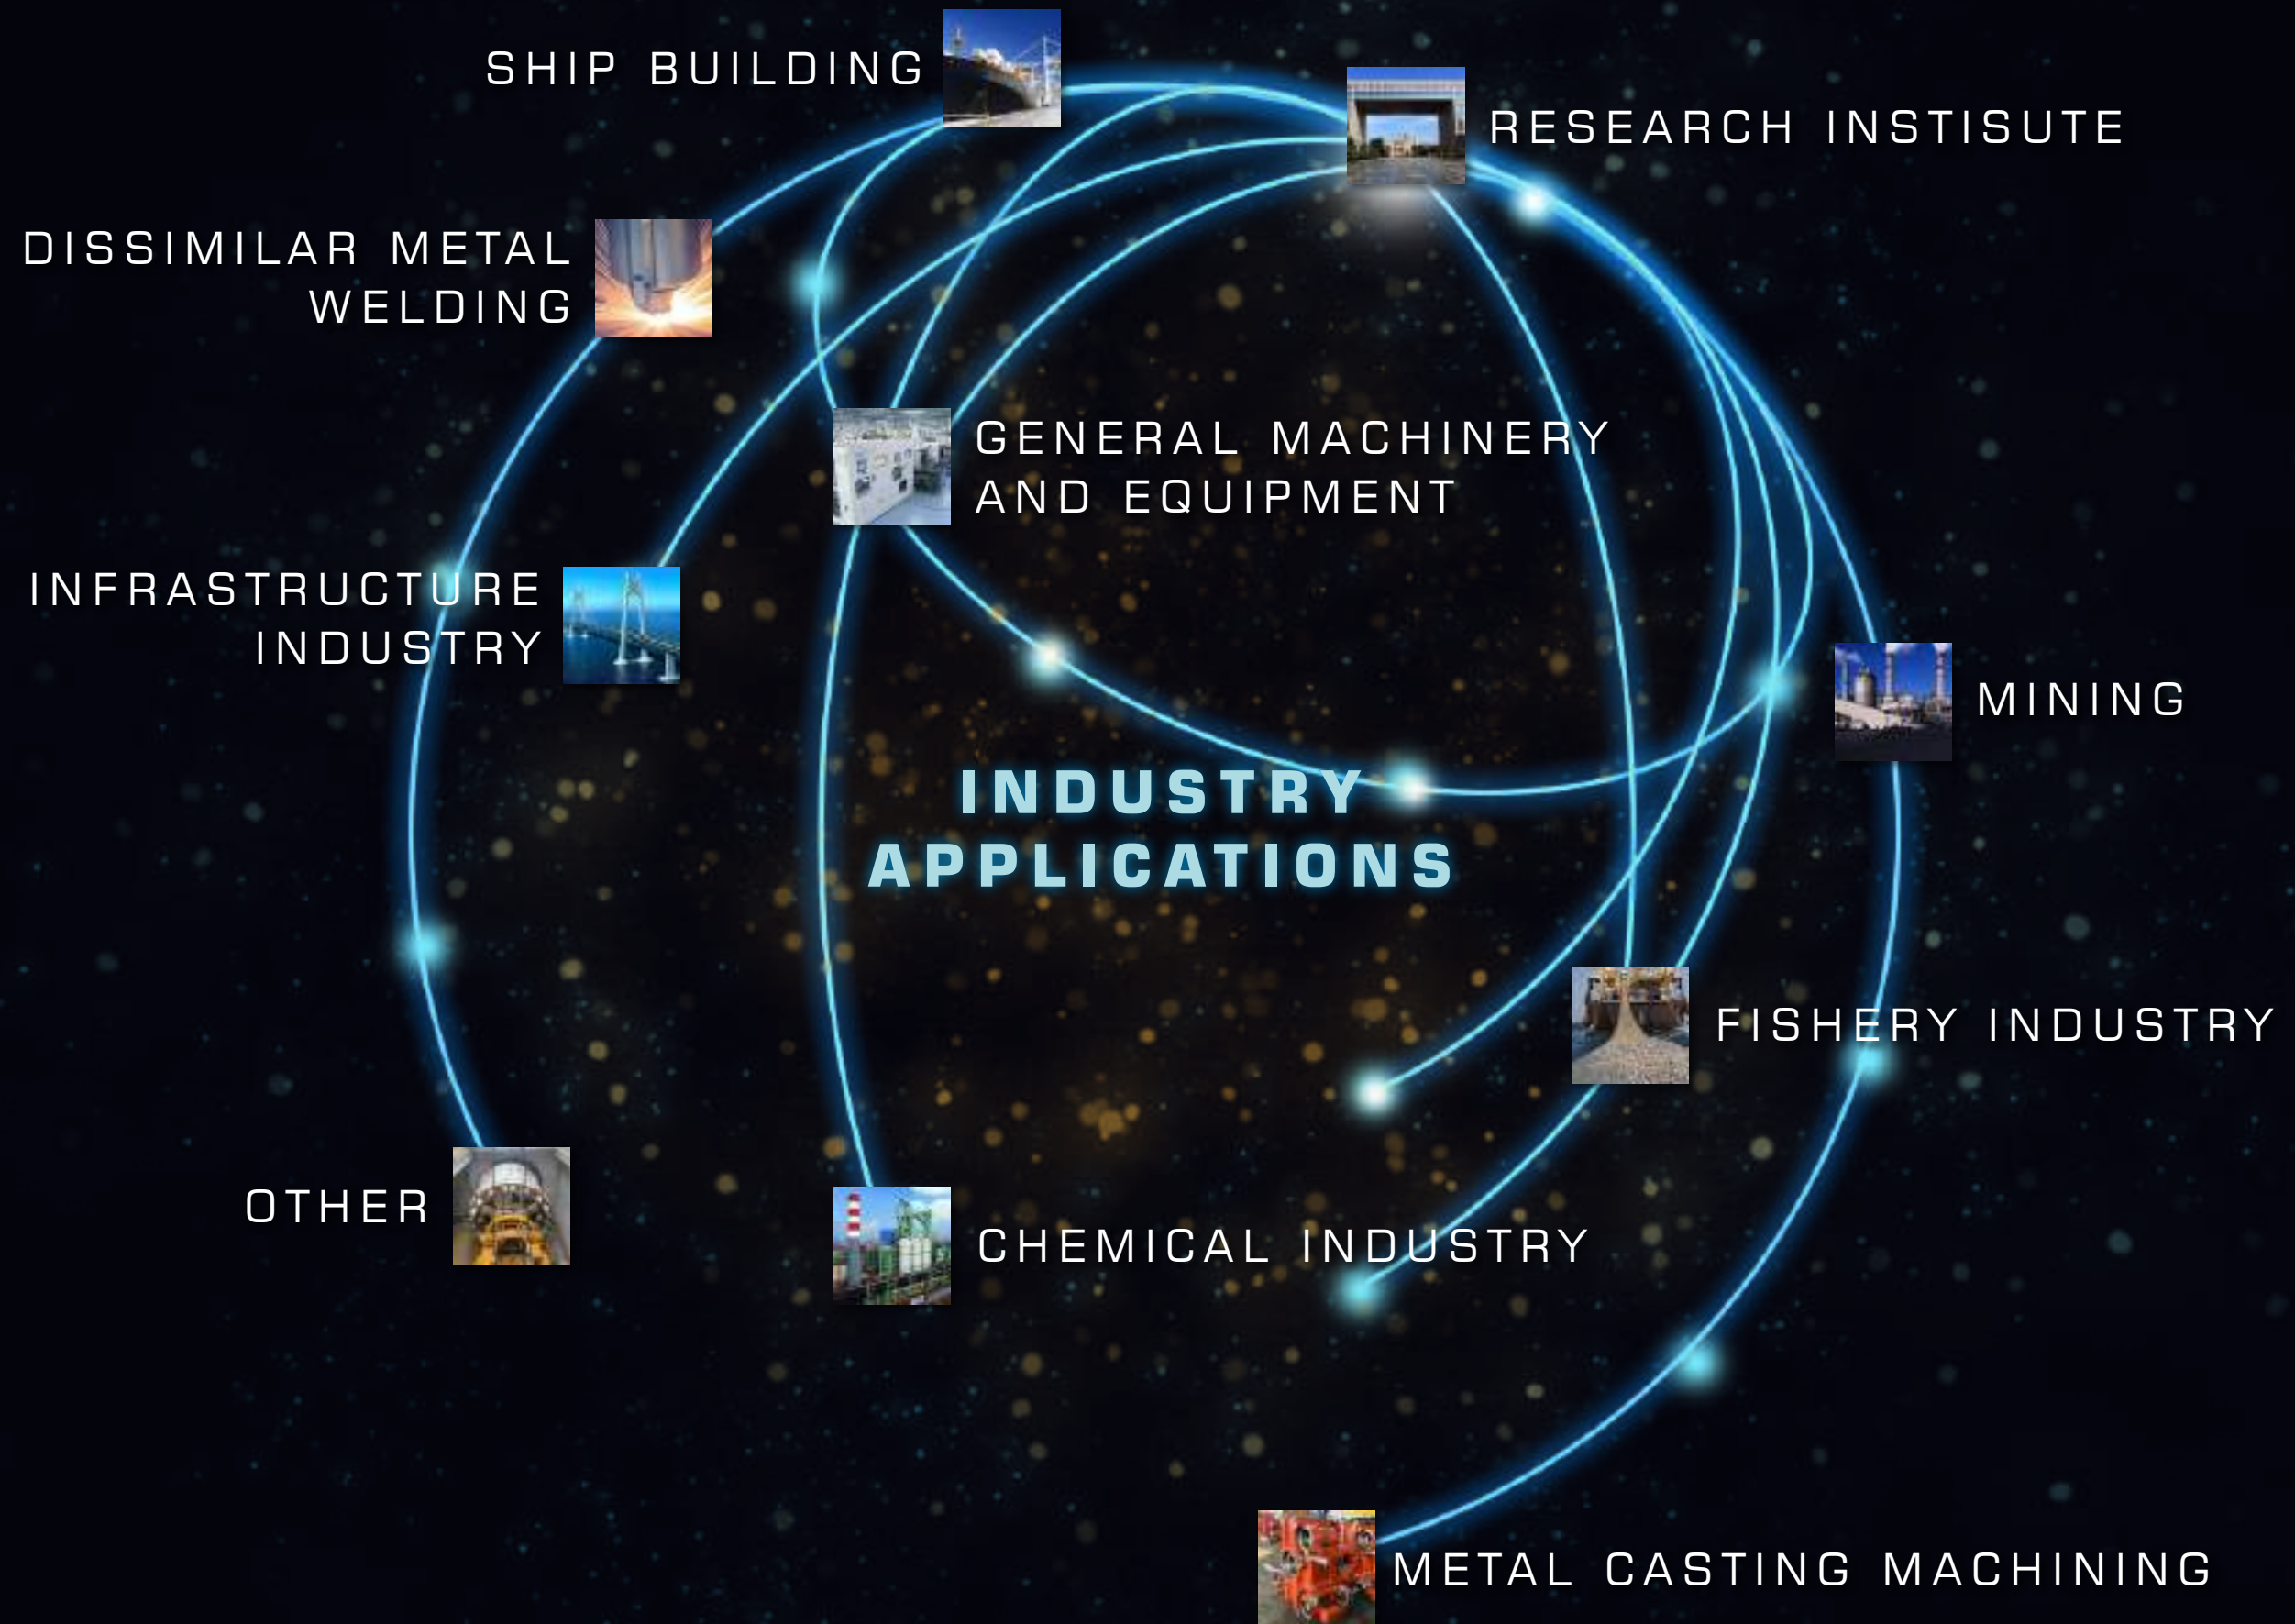 SHIP BUILDING
RESEARCH INSTISUTE
DISSIMILAR METAL
WELDING
GENERAL MACHINERY
AND EQUIPMENT
INFRASTRUCTURE
INDUSTRY
MINING
INDUSTRY
APPLICATIONS
FISHERY INDUSTRY
OTHER
CHEMICAL INDUSTRY
METAL CASTING MACHINING